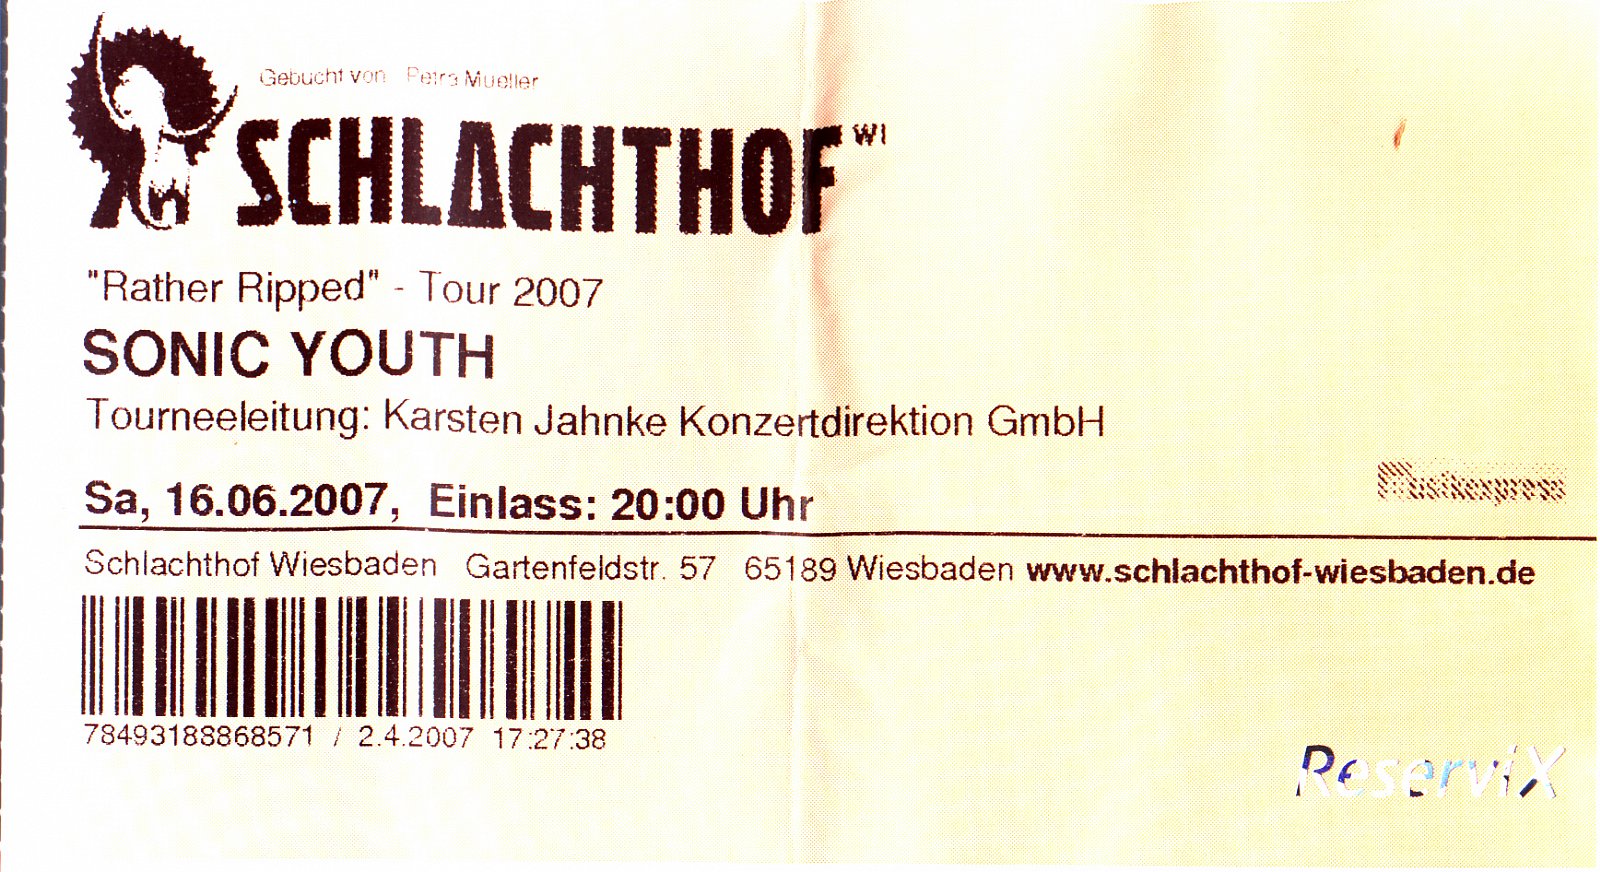 Gebucht von Petra Mueller
SCHLACHTHOF WI
"Rather Ripped" - Tour 2007
SONIC YOUTH
Tourneeleitung: Karsten Jahnke Konzertdirektion GmbH
Sa, 16.06.2007, Einlass: 20:00 Uhr
Schlachthof Wiesbaden Gartenfeldstr. 57 65189 Wiesbaden www.schlachthof-wiesbaden.de
78493188868571 / 2.4.2007 17:27:38
ReserviX